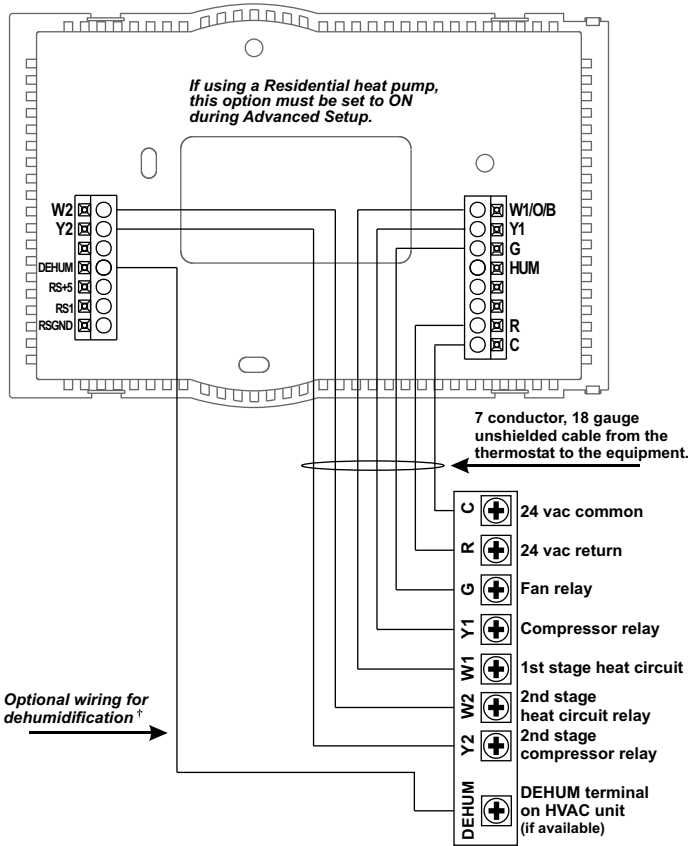 If using a Residential heat pump,
this option must be set to ON
during Advanced Setup.
W2
Y2
DEHUM
RS+5
RS1
RSGND
W1/O/B
Y1
G
HUM
R
C
7 conductor, 18 gauge
unshielded cable from the
thermostat to the equipment.
C
24 vac common
R
24 vac return
G
Fan relay
Y1
Compressor relay
W1
1st stage heat circuit
W2
2nd stage
heat circuit relay
Y2
2nd stage
compressor relay
Optional wiring for
dehumidification †
DEHUM
DEHUM terminal
on HVAC unit
(if available)